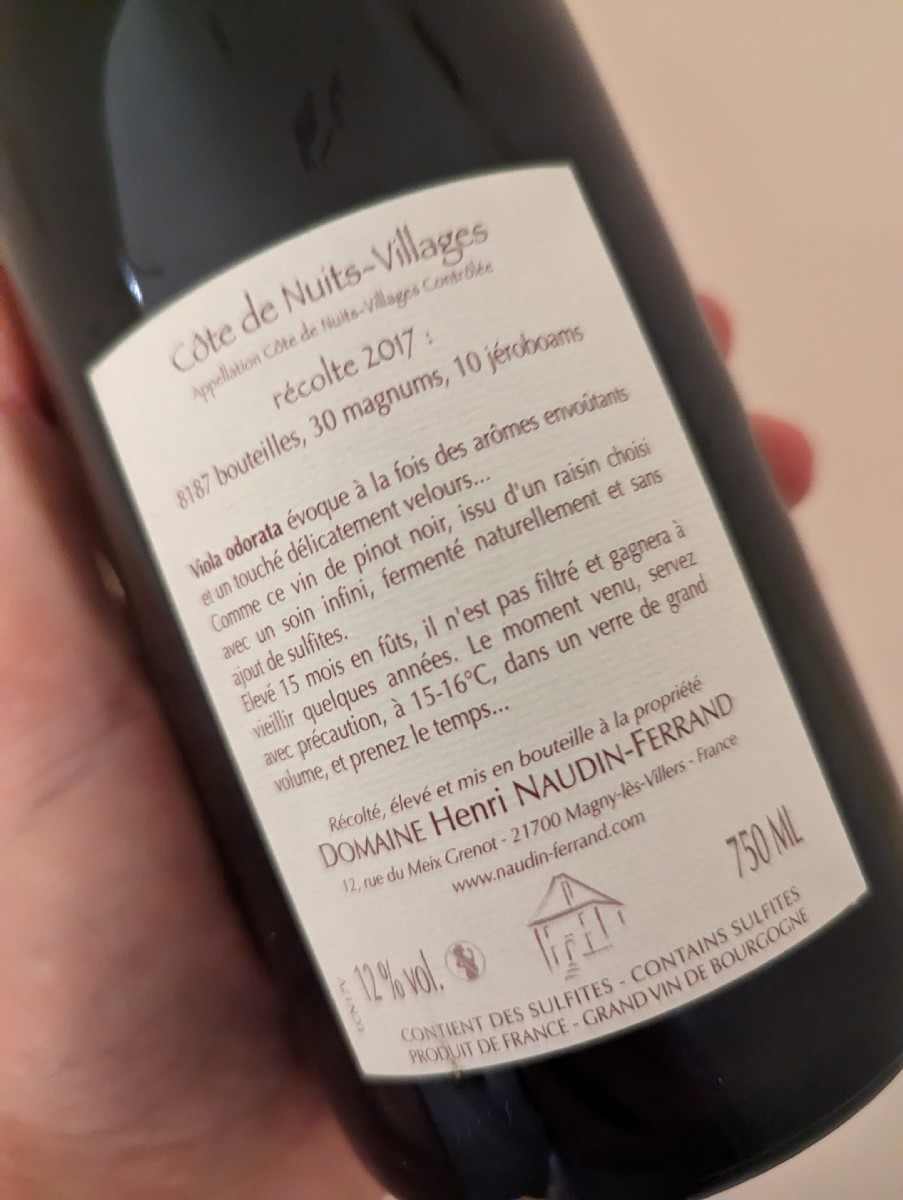 Côte de Nuits-Villages
Appellation Côte de Nuits-Villages Contrôlée
récolte 2017 :
8187 bouteilles, 30 magnums, 10 jéroboams
Viola odorata évoque à la fois des arômes envoûtants
et un touché délicatement velours...
Comme ce vin de pinot noir, issu d'un raisin choisi
avec un soin infini, fermenté naturellement et sans
ajout de sulfites.
Elevé 15 mois en fûts, il n'est pas filtré et gagnera à
vieillir quelques années. Le moment venu, servez
avec précaution, à 15-16°C, dans un verre de grand
volume, et prenez le temps...
Récolté, élevé et mis en bouteille à la propriété
DOMAINE Henri NAUDIN-FERRAND
12, rue du Meix Grenot - 21700 Magny-lès-Villers - France
www.naudin-ferrand.com
750 ML
12 % vol.
CONTIENT DES SULFITES - CONTAINS SULFITES
PRODUIT DE FRANCE - GRAND VIN DE BOURGOGNE